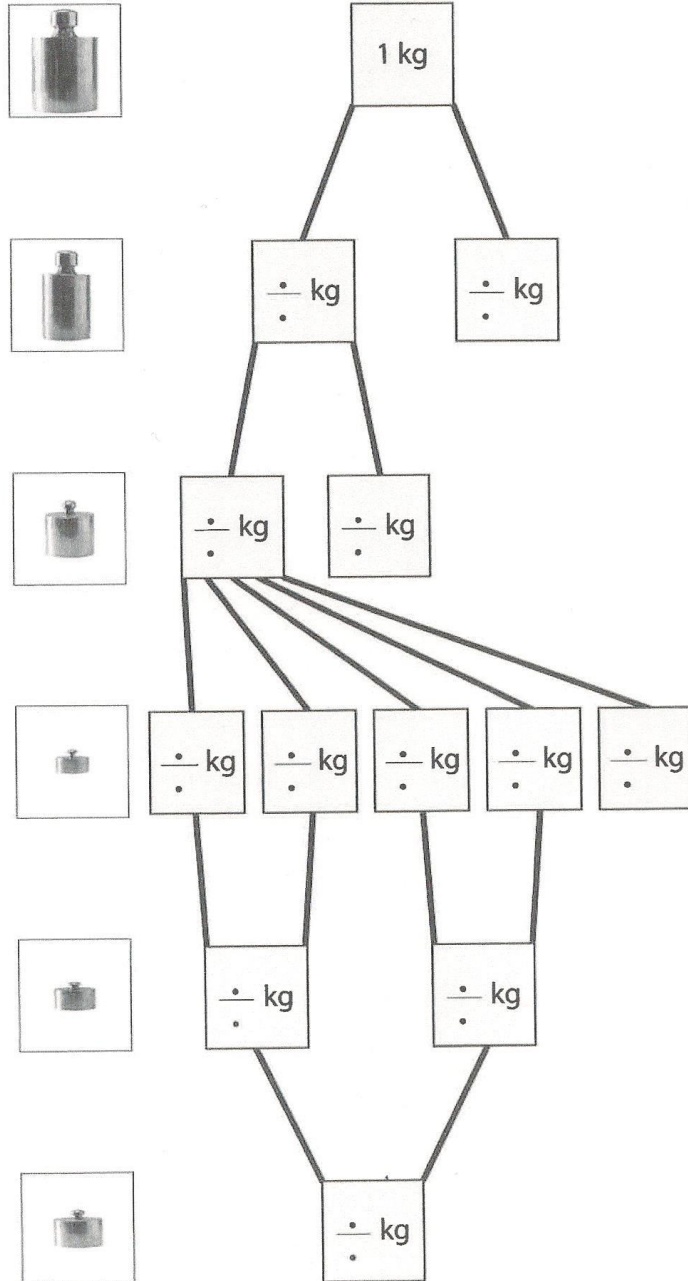 1 kg
— kg — kg
— kg — kg
— kg — kg — kg — kg — kg
— kg — kg
— kg